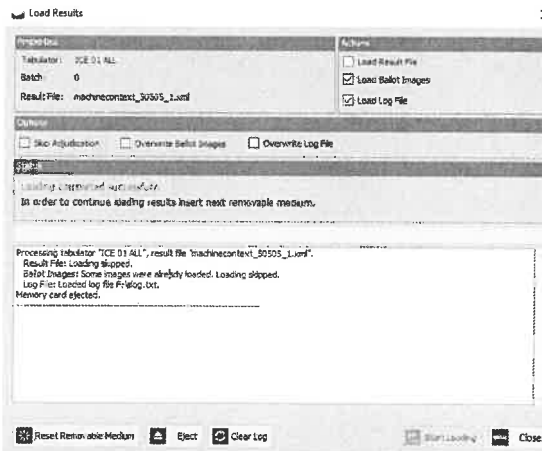 Load Results
Properties
Actions
Tabulator: ICE 01 ALL
Batch 0
Result File: machinecontext_50505_1.xml
Load Result File
Load Ballot Images
Load Log File
Options
Skip Adjudication
Overwrite Ballot Images
Overwrite Log File
Status
Loading completed successfully.
In order to continue loading results insert next removable medium.
Processing tabulator "ICE 01 ALL", result file "machinecontext_50505_1.xml".
Result File: Loading skipped.
Ballot Images: Some images were already loaded. Loading skipped.
Log File: Loaded log file F:\slog.txt.
Memory card ejected.
Reset Removable Medium
Eject
Clear Log
Start Loading
Close